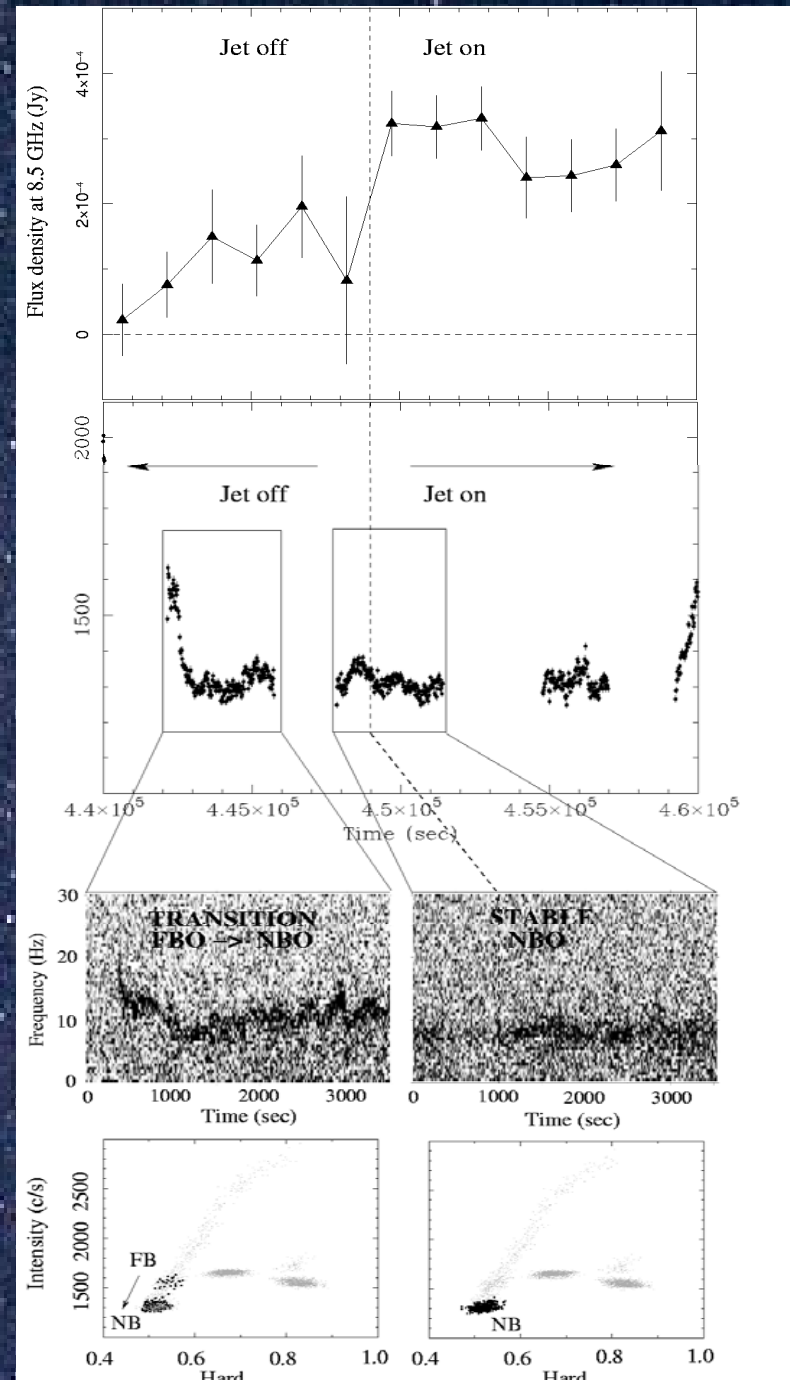 Jet off Jet on
Flux density at 8.5 GHz (Jy)
4×10⁻⁴
2×10⁻⁴
0
2000
Jet off Jet on
1500
4.4×10⁵ 4.45×10⁵ 4.5×10⁵ 4.55×10⁵ 4.6×10⁵
Time (sec)
TRANSITION
FBO -> NBO
STABLE
NBO
Frequency (Hz)
30
20
10
0
0 1000 2000 3000
Time (sec)
0 1000 2000 3000
Time (sec)
Intensity (c/s)
2500
2000
1500
FB
NB
NB
0.4 0.6 0.8 1.0
Hard
0.4 0.6 0.8 1.0
Hard